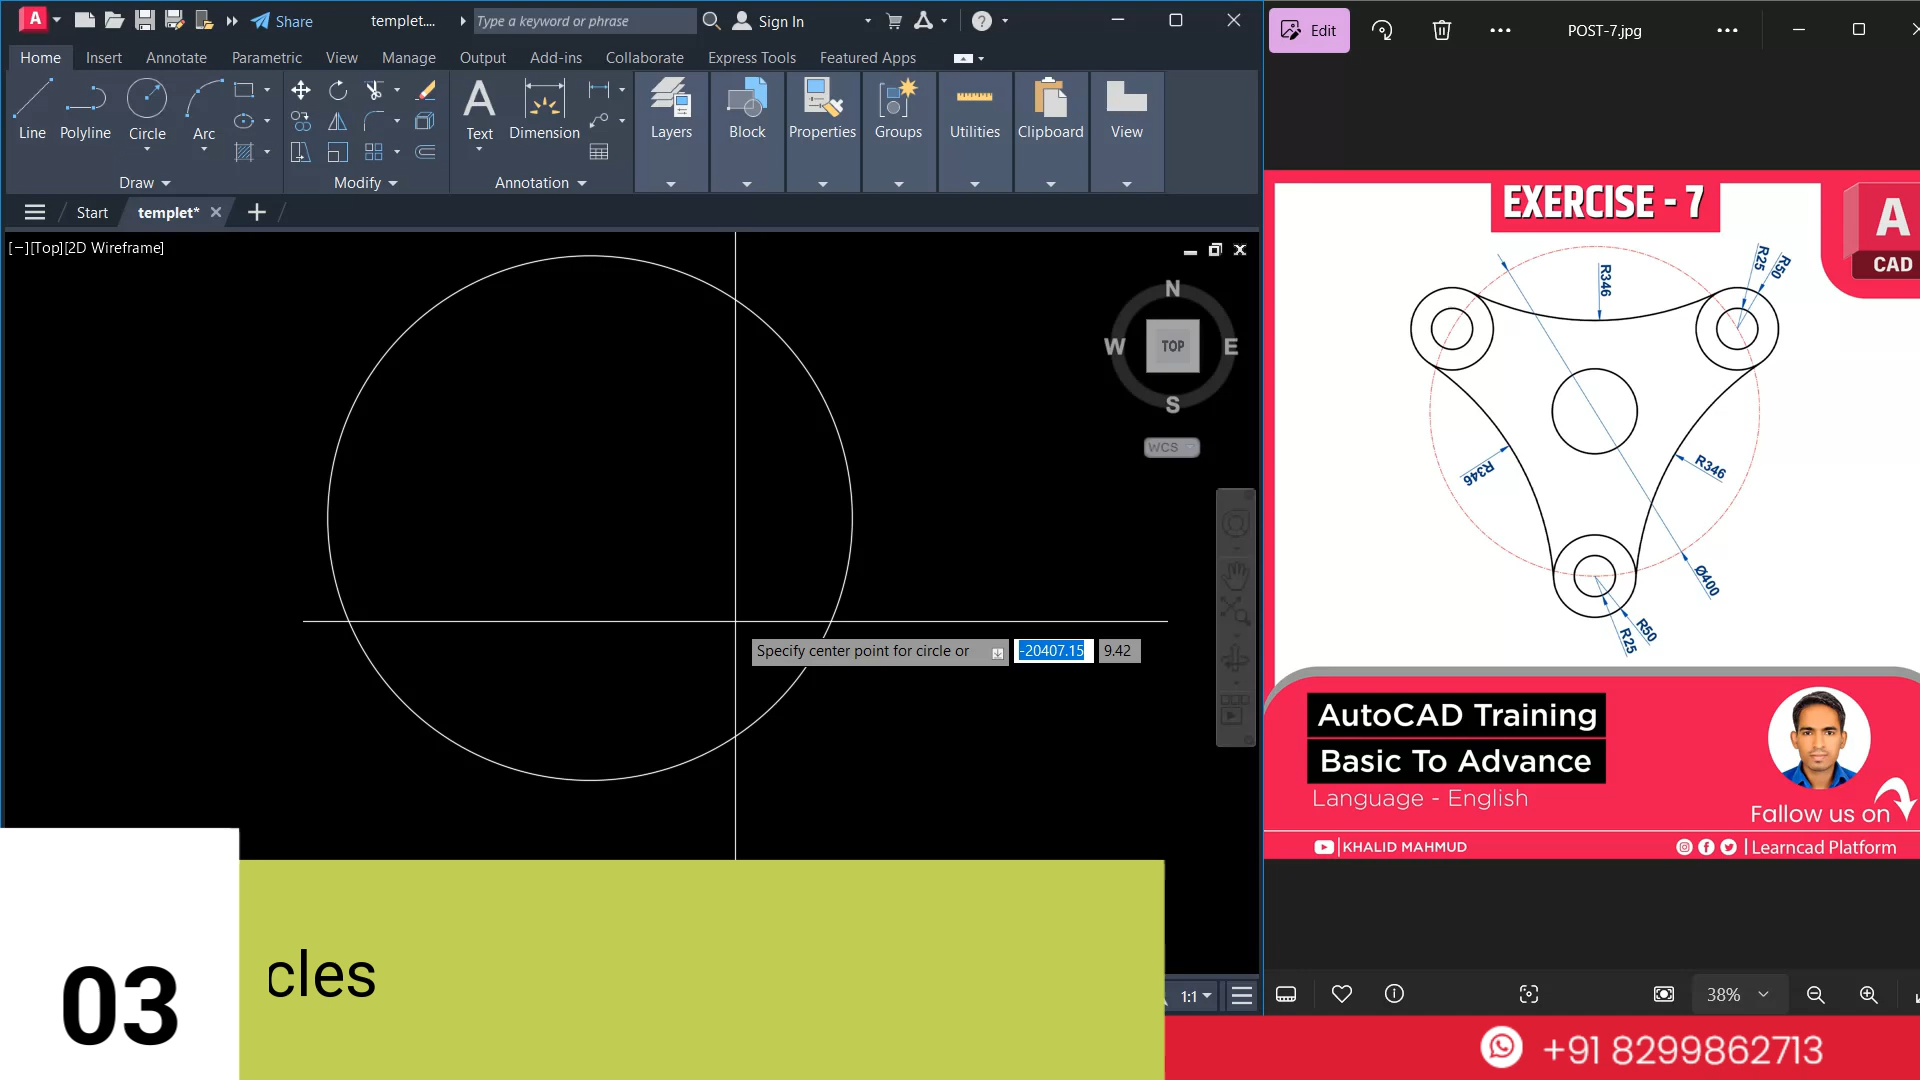 A
Share
templet....
Type a keyword or phrase
Sign In
Home Insert Annotate Parametric View Manage Output Add-ins Collaborate Express Tools Featured Apps
Line Polyline Circle Arc
Text Dimension
Layers Block Properties Groups Utilities Clipboard View
Draw Modify Annotation
Start templet*
[−][Top][2D Wireframe]
N
W TOP E
S
WCS
Specify center point for circle or -20407.15 9.42
1:1
03
cles
Edit
POST-7.jpg
EXERCISE - 7
A
CAD
R346
R25
R50
R346
R346
Ø400
R50
R25
AutoCAD Training
Basic To Advance
Language - English
Fallow us on
KHALID MAHMUD
Learncad Platform
38%
+91 8299862713